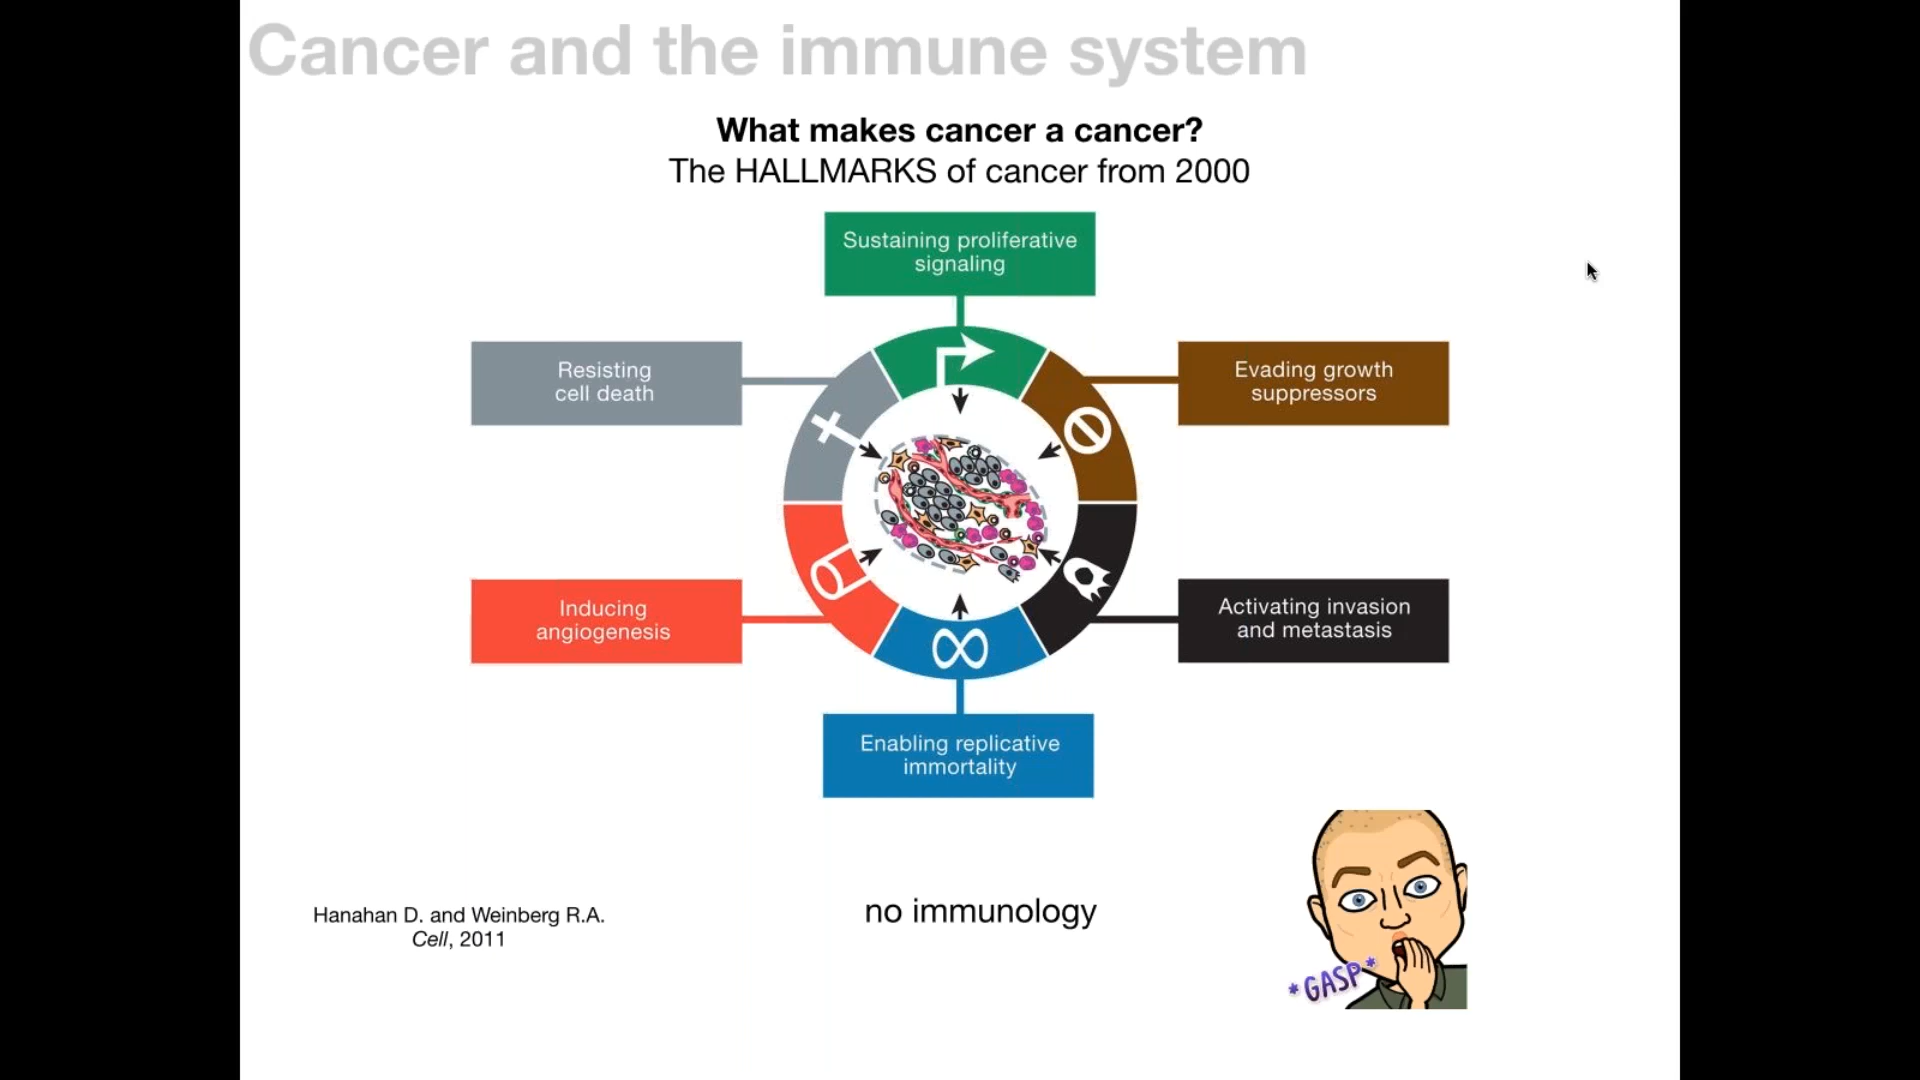 Cancer and the immune system
What makes cancer a cancer?
The HALLMARKS of cancer from 2000
Sustaining proliferative
signaling
Resisting
cell death
Evading growth
suppressors
Inducing
angiogenesis
Activating invasion
and metastasis
Enabling replicative
immortality
Hanahan D. and Weinberg R.A.
Cell, 2011
no immunology
*GASP*